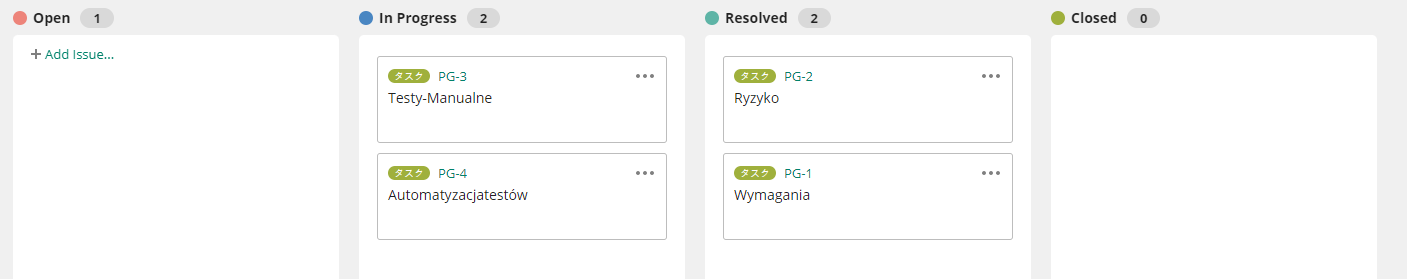 Open 1
In Progress 2
Resolved 2
Closed 0
Add Issue...
タスク PG-3
Testy-Manualne
タスク PG-4
Automatyzacjatestów
タスク PG-2
Ryzyko
タスク PG-1
Wymagania